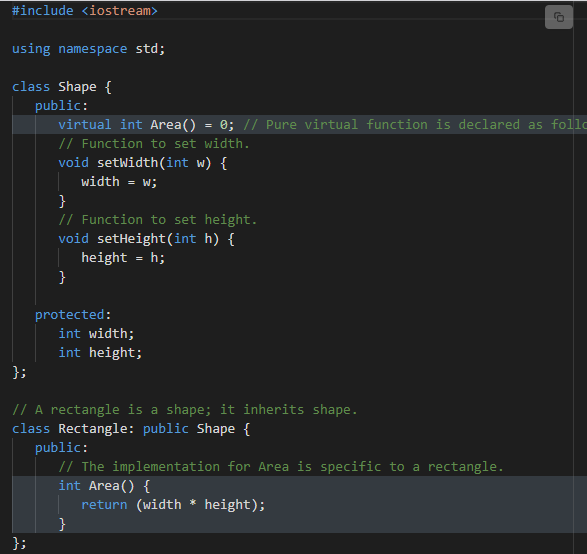 #include <iostream>
using namespace std;
class Shape {
public:
virtual int Area() = 0; // Pure virtual function is declared as
// Function to set width.
void setWidth(int w) {
width = w;
}
// Function to set height.
void setHeight(int h) {
height = h;
}
protected:
int width;
int height;
};
// A rectangle is a shape; it inherits shape.
class Rectangle: public Shape {
public:
// The implementation for Area is specific to a rectangle.
int Area() {
return (width * height);
}
};